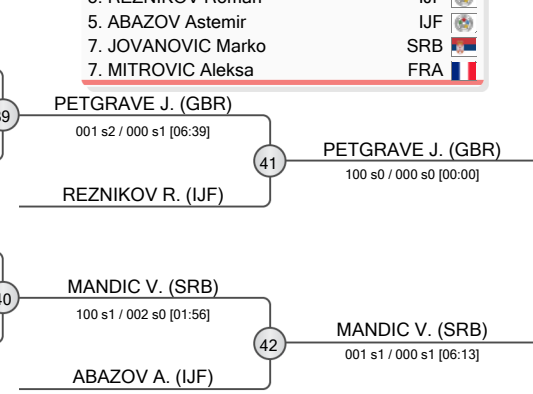 5. ABAZOV Astemir IJF
7. JOVANOVIC Marko SRB
7. MITROVIC Aleksa FRA
PETGRAVE J. (GBR)
001 s2 / 000 s1 [06:39]
41
PETGRAVE J. (GBR)
100 s0 / 000 s0 [00:00]
REZNIKOV R. (IJF)
MANDIC V. (SRB)
100 s1 / 002 s0 [01:56]
42
MANDIC V. (SRB)
001 s1 / 000 s1 [06:13]
ABAZOV A. (IJF)